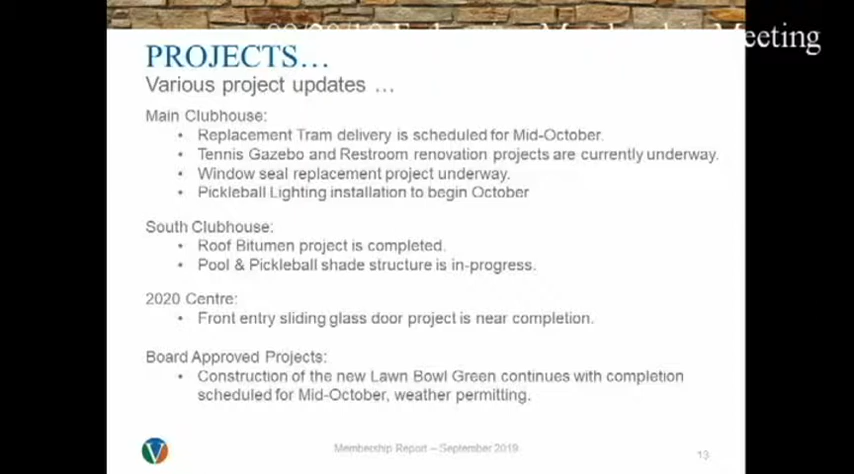 Meeting
PROJECTS...
Various project updates ...
Main Clubhouse:
• Replacement Tram delivery is scheduled for Mid-October.
• Tennis Gazebo and Restroom renovation projects are currently underway.
• Window seal replacement project underway.
• Pickleball Lighting installation to begin October
South Clubhouse:
• Roof Bitumen project is completed.
• Pool & Pickleball shade structure is in-progress.
2020 Centre:
• Front entry sliding glass door project is near completion.
Board Approved Projects:
• Construction of the new Lawn Bowl Green continues with completion
scheduled for Mid-October, weather permitting.
V
Membership Report – September 2019
13